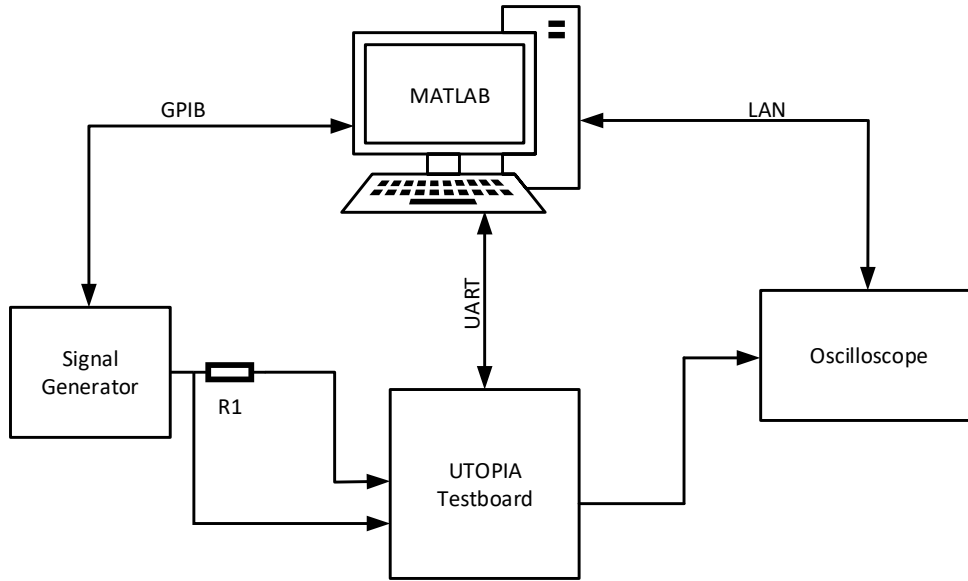 MATLAB
GPIB
LAN
UART
Signal
Generator
R1
Oscilloscope
UTOPIA
Testboard